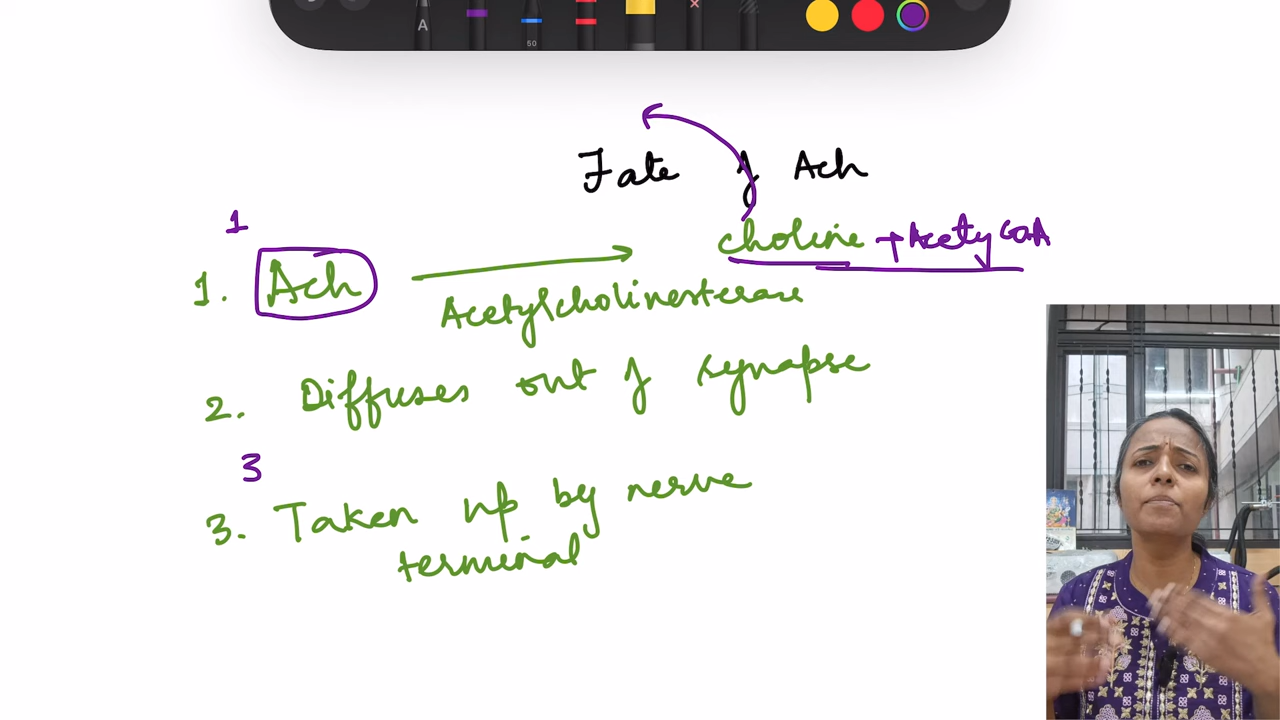 A
50
Fate of Ach
1
choline + Acety CoA
1. Ach
Acetylcholinesterase
2. Diffuses out of synapse
3
3. Taken up by nerve
terminal